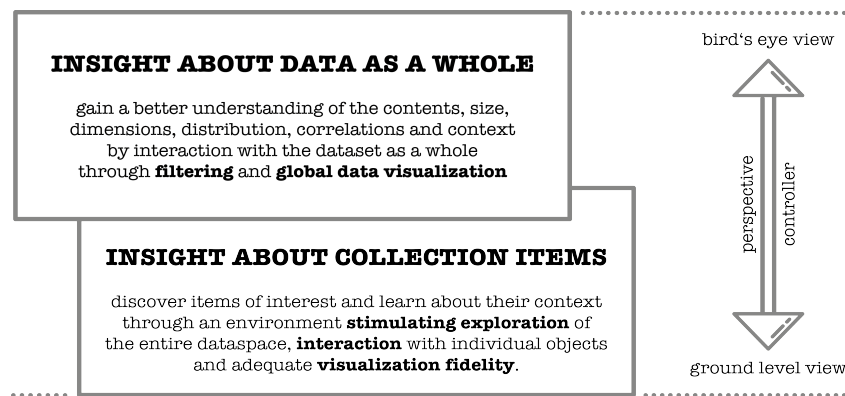 INSIGHT ABOUT DATA AS A WHOLE
gain a better understanding of the contents, size,
dimensions, distribution, correlations and context
by interaction with the dataset as a whole
through filtering and global data visualization
INSIGHT ABOUT COLLECTION ITEMS
discover items of interest and learn about their context
through an environment stimulating exploration of
the entire dataspace, interaction with individual objects
and adequate visualization fidelity.
bird‘s eye view
perspective
controller
ground level view